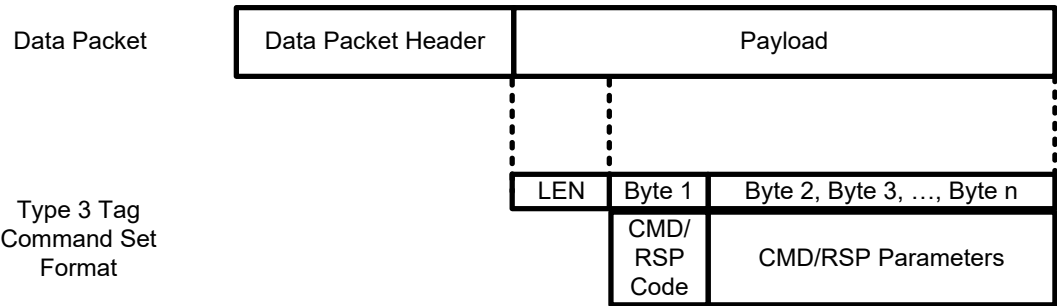 Data Packet
Data Packet Header
Payload
LEN
Byte 1
Byte 2, Byte 3, …, Byte n
Type 3 Tag
Command Set
Format
CMD/
RSP
Code
CMD/RSP Parameters